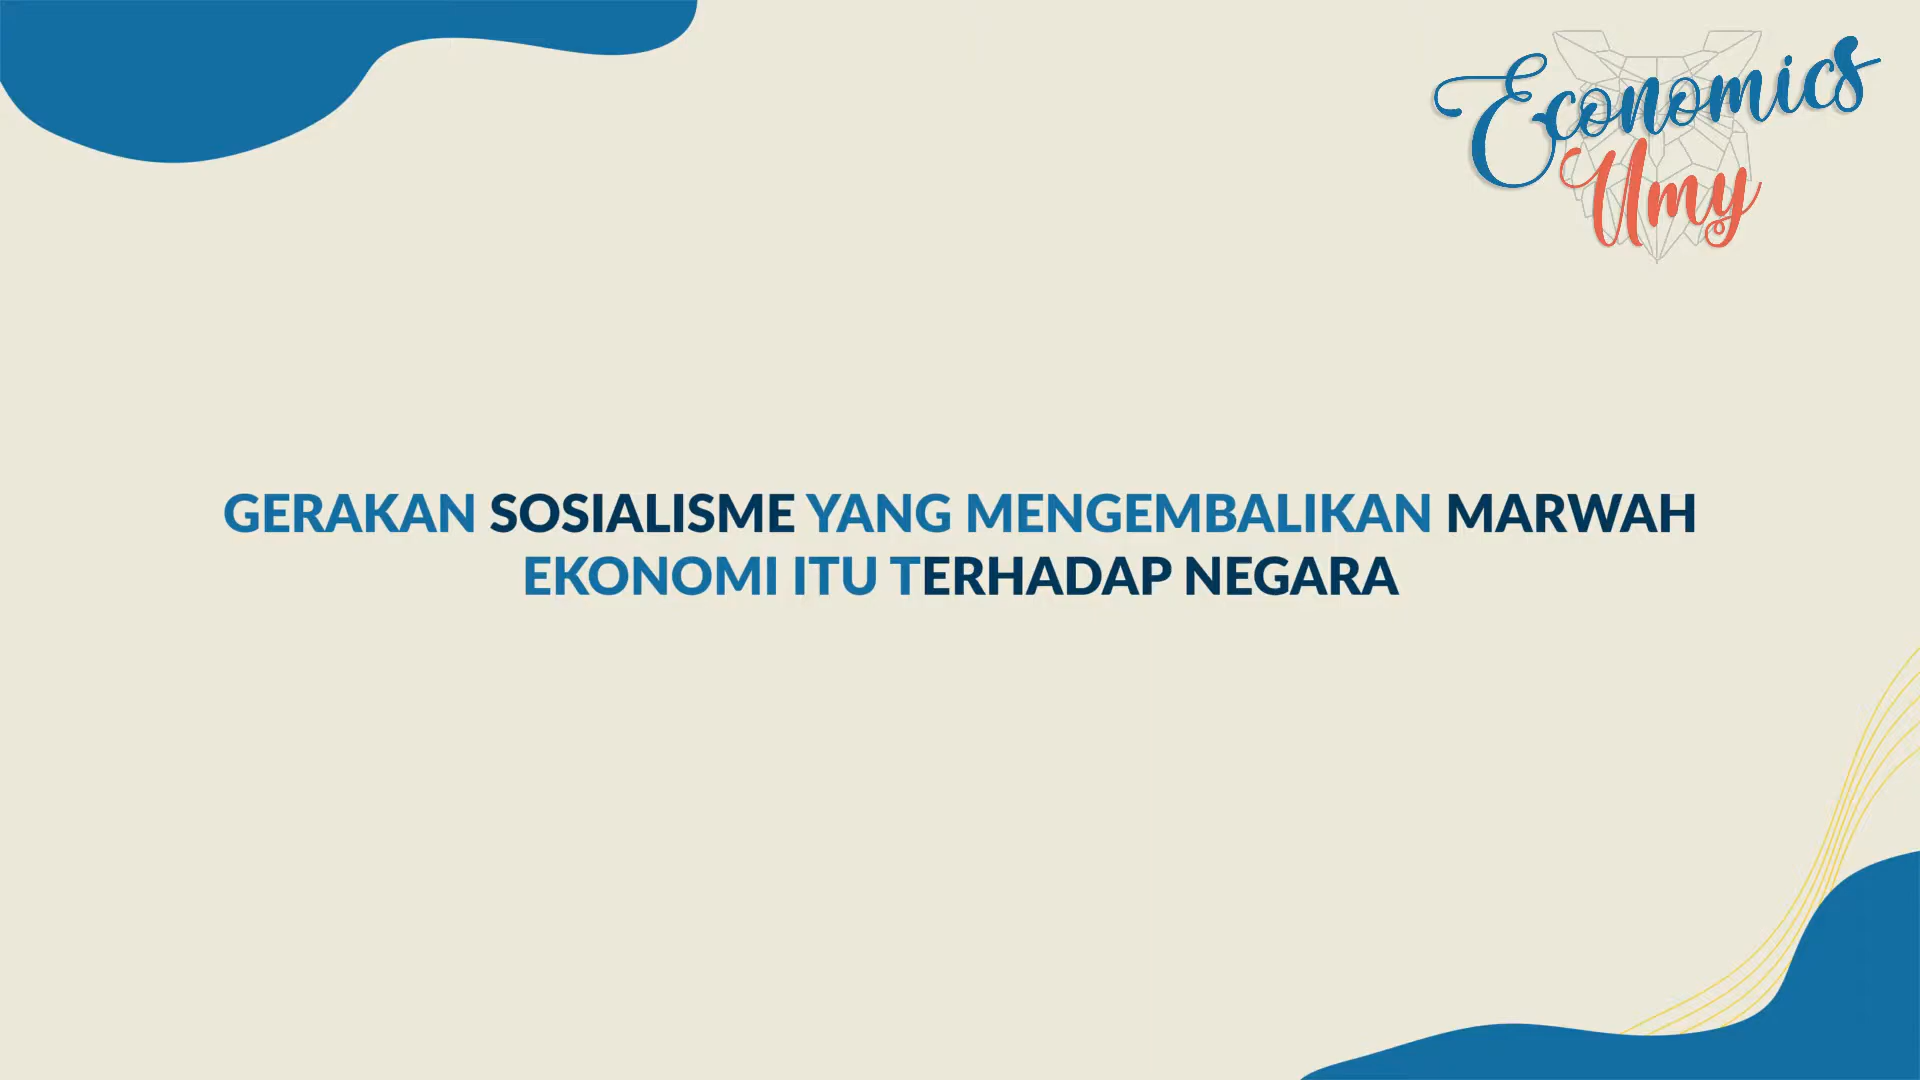 Economics
Umy
GERAKAN SOSIALISME YANG MENGEMBALIKAN MARWAH
EKONOMI ITU TERHADAP NEGARA